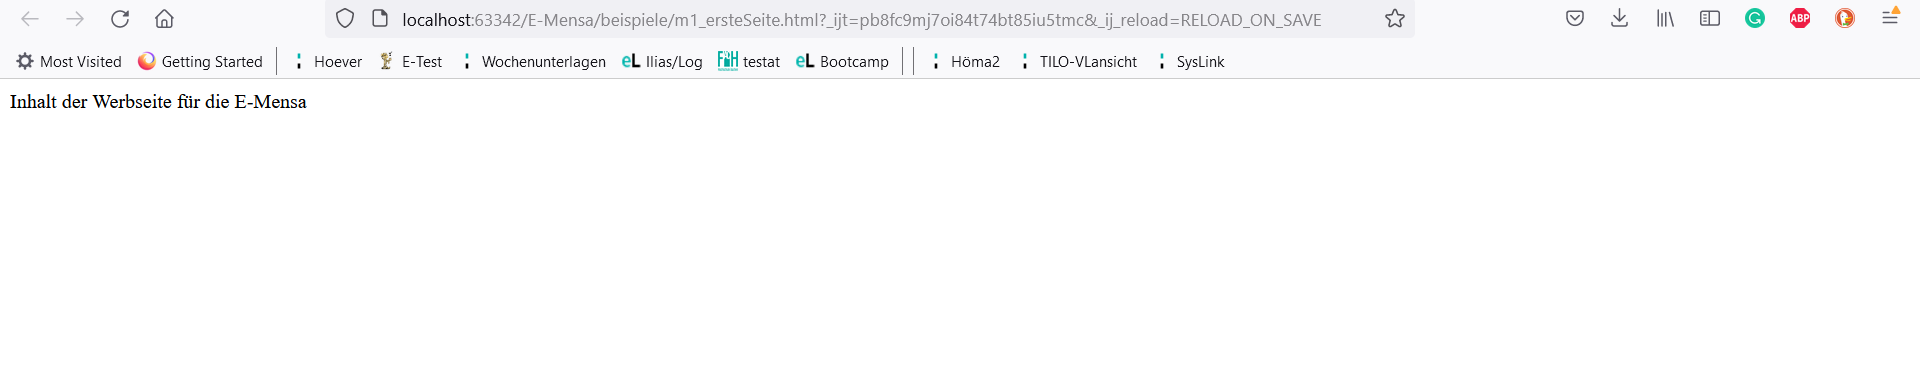 localhost:63342/E-Mensa/beispiele/m1_ersteSeite.html?_ijt=pb8fc9mj7oi84t74bt85iu5tmc&_ij_reload=RELOAD_ON_SAVE
G ABP
Most Visited Getting Started Hoever E-Test Wochenunterlagen eL Ilias/Log FH testat eL Bootcamp Höma2 TILO-VLansicht SysLink
Inhalt der Werbseite für die E-Mensa